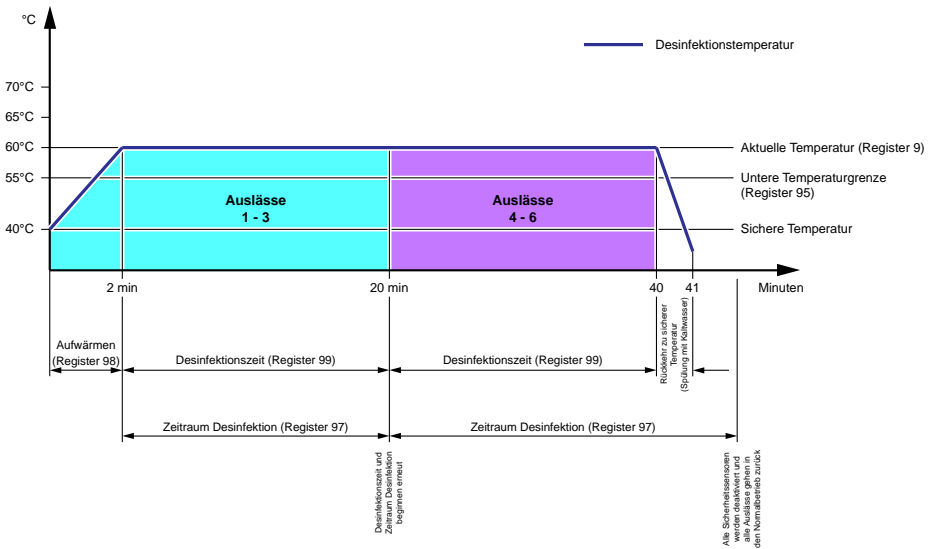 °C
Desinfektionstemperatur
70°C
65°C
60°C
Aktuelle Temperatur (Register 9)
55°C
Untere Temperaturgrenze
(Register 95)
Auslässe
1 - 3
Auslässe
4 - 6
40°C
Sichere Temperatur
2 min
20 min
40
41
Minuten
Aufwärmen
(Register 98)
Desinfektionszeit (Register 99)
Desinfektionszeit (Register 99)
Rückkehr zu sicherer
Temperatur
(Spülung mit Kaltwasser)
Zeitraum Desinfektion (Register 97)
Zeitraum Desinfektion (Register 97)
Desinfektionszeit und
Zeitraum Desinfektion
beginnen erneut
Alle Sicherheitssensoren
werden deaktiviert und
alle Auslässe gehen in
den Normalbetrieb zurück